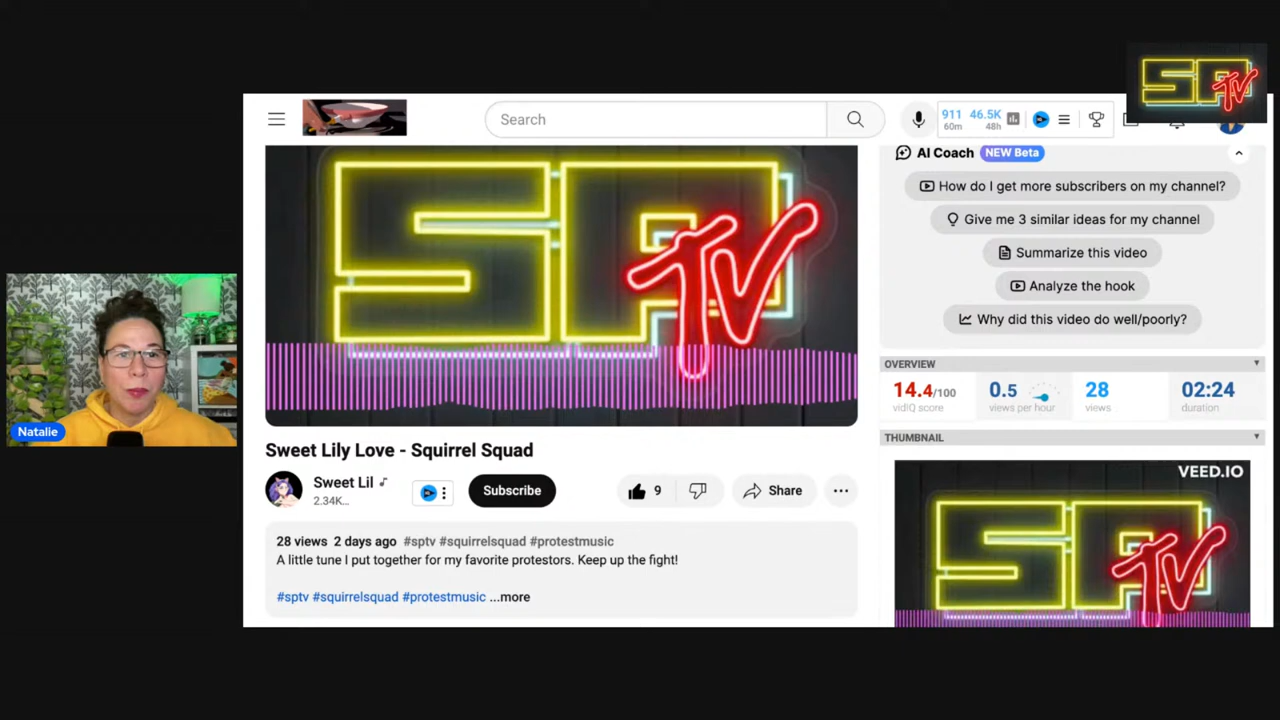 SPTV
Search
911 46.5K
60m 48h
AI Coach NEW Beta
How do I get more subscribers on my channel?
Give me 3 similar ideas for my channel
Summarize this video
Analyze the hook
Why did this video do well/poorly?
OVERVIEW
14.4/100 0.5 28 02:24
vidIQ score views per hour views duration
THUMBNAIL
VEED.IO
SPTV
SPTV
Natalie
Sweet Lily Love - Squirrel Squad
Sweet Lil
2.34K...
Subscribe
9
Share
28 views 2 days ago #sptv #squirrelsquad #protestmusic
A little tune I put together for my favorite protestors. Keep up the fight!
#sptv #squirrelsquad #protestmusic ...more